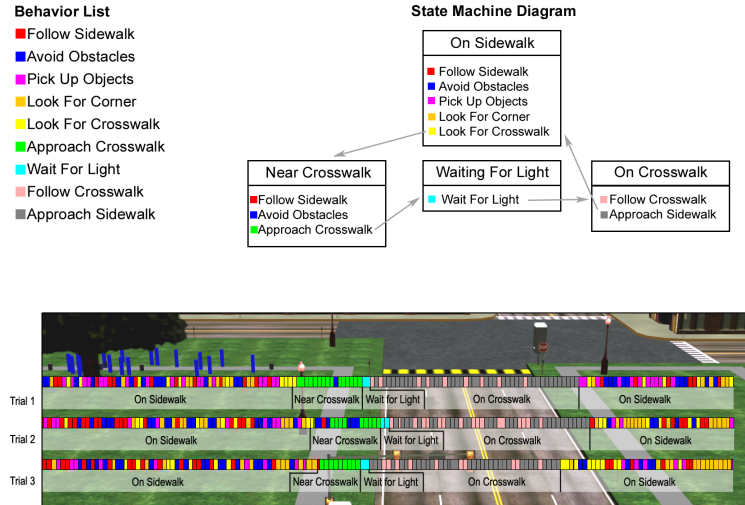 Behavior List
Follow Sidewalk
Avoid Obstacles
Pick Up Objects
Look For Corner
Look For Crosswalk
Approach Crosswalk
Wait For Light
Follow Crosswalk
Approach Sidewalk
State Machine Diagram
On Sidewalk
Follow Sidewalk
Avoid Obstacles
Pick Up Objects
Look For Corner
Look For Crosswalk
Near Crosswalk
Follow Sidewalk
Avoid Obstacles
Approach Crosswalk
Waiting For Light
Wait For Light
On Crosswalk
Follow Crosswalk
Approach Sidewalk
Trial 1
On Sidewalk
Near Crosswalk
Wait for Light
On Crosswalk
On Sidewalk
Trial 2
On Sidewalk
Near Crosswalk
Wait for Light
On Crosswalk
On Sidewalk
Trial 3
On Sidewalk
Near Crosswalk
Wait for Light
On Crosswalk
On Sidewalk